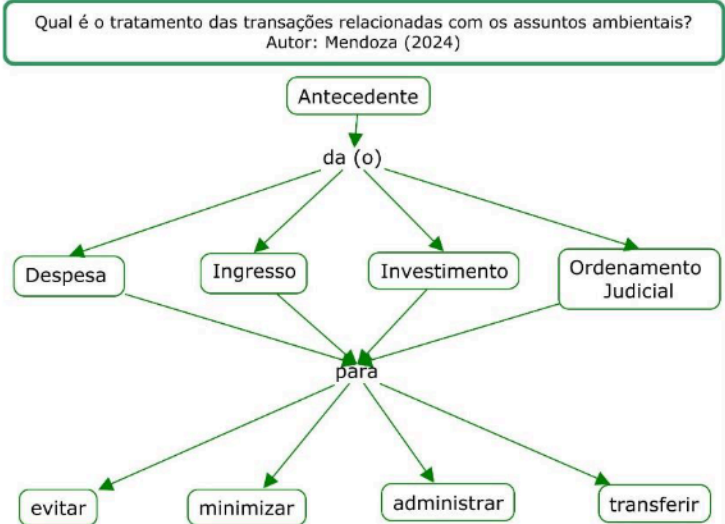 Qual é o tratamento das transações relacionadas com os assuntos ambientais?
Autor: Mendoza (2024)
Antecedente
da (o)
Despesa
Ingresso
Investimento
Ordenamento
Judicial
para
evitar
minimizar
administrar
transferir